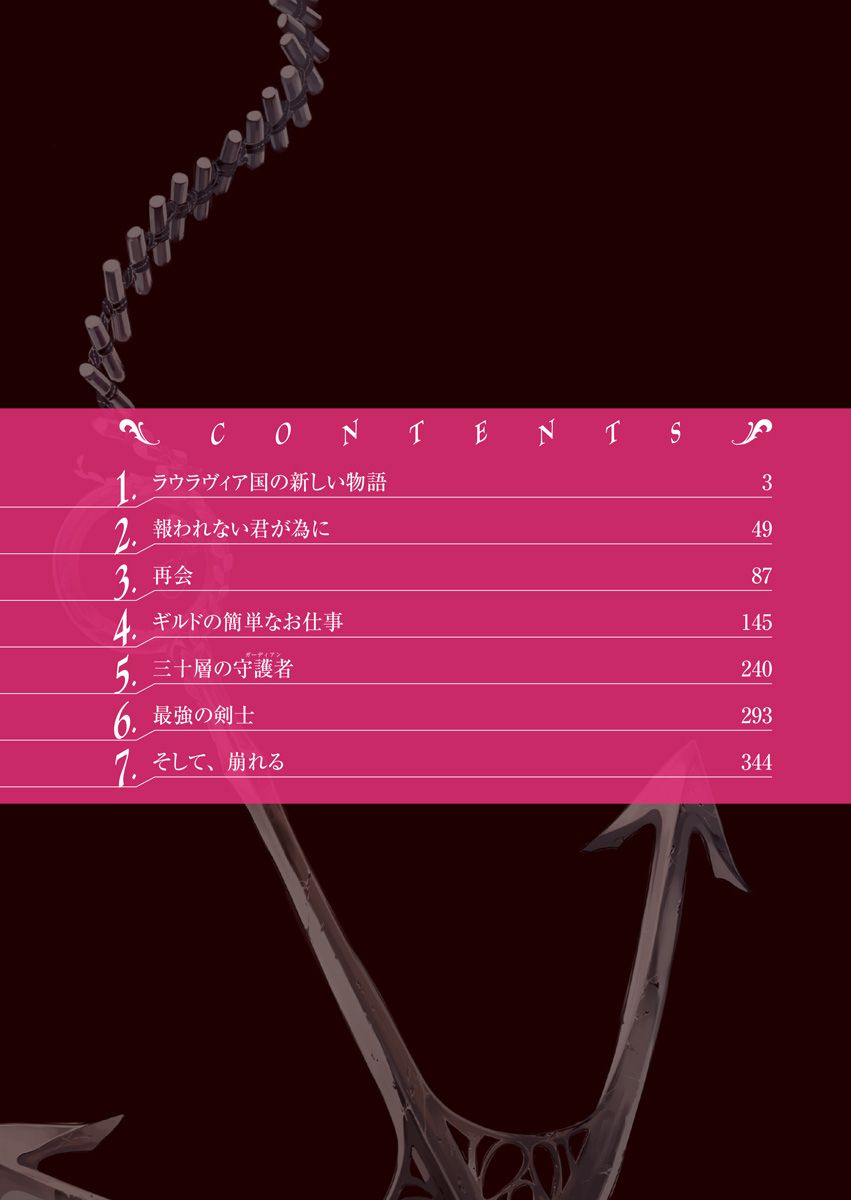 CONTENTS
1. ラウラヴィア国の新しい物語 3
2. 報われない君が為に 49
3. 再会 87
4. ギルドの簡単なお仕事 145
ガーディアン
5. 三十層の守護者 240
6. 最強の剣士 293
7. そして、崩れる 344